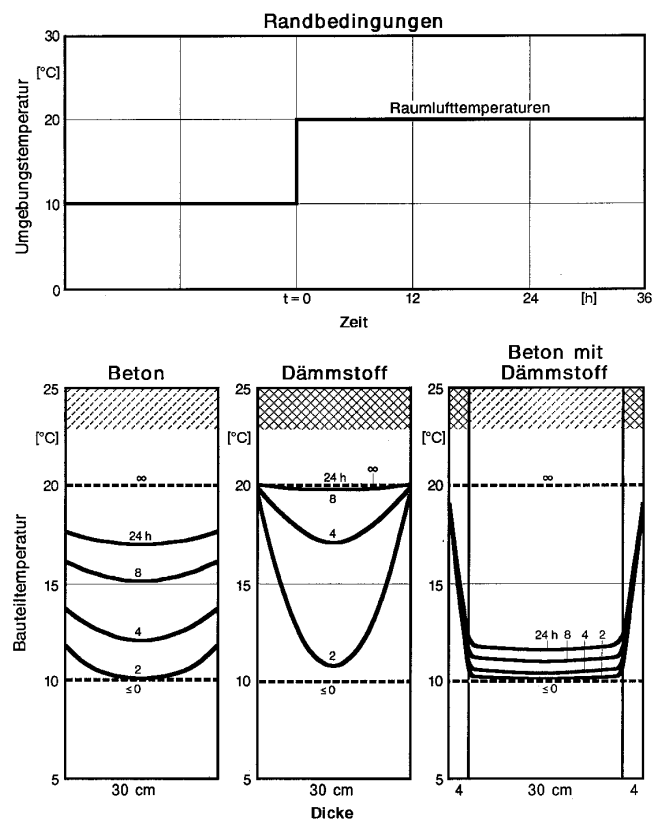 Randbedingungen
30
[°C]
Raumlufttemperaturen
20
10
0
Umgebungstemperatur
t = 0
12
24
[h]
36
Zeit
Beton
Dämmstoff
Beton mit
Dämmstoff
25
[°C]
20
15
10
5
Bauteiltemperatur
∞
24 h
8
4
2
≤ 0
30 cm
25
[°C]
20
15
10
5
∞
24 h
8
4
2
30 cm
25
[°C]
20
15
10
5
∞
24 h 8 4 2
≤ 0
4 30 cm 4
Dicke